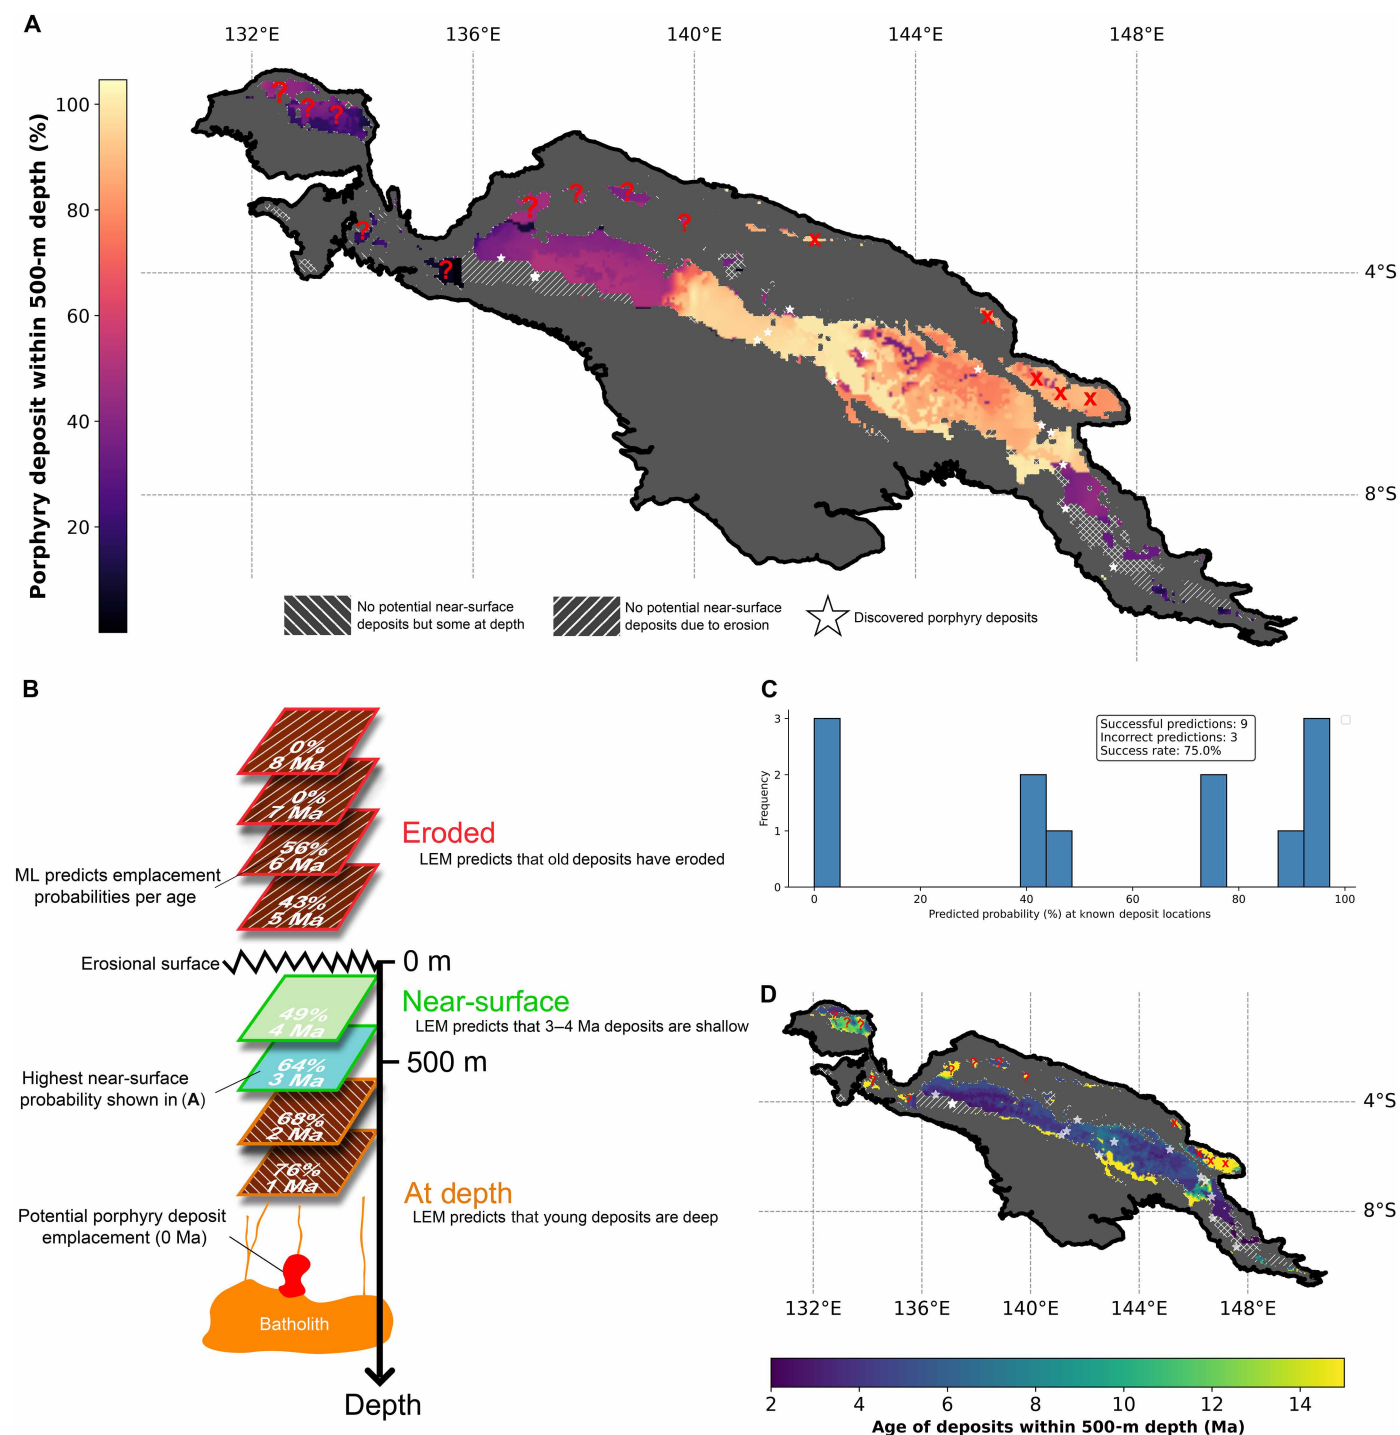 A
132°E 136°E 140°E 144°E 148°E
Porphyry deposit within 500-m depth (%)
100
80
60
40
20
? ? ?
? ? ? ?
? ?
x
x
x x x
4°S
8°S
No potential near-surface
deposits but some at depth
No potential near-surface
deposits due to erosion
Discovered porphyry deposits
B
0%
8 Ma
0%
7 Ma
56%
6 Ma
43%
5 Ma
Eroded
LEM predicts that old deposits have eroded
ML predicts emplacement
probabilities per age
Erosional surface
0 m
49%
4 Ma
Near-surface
LEM predicts that 3–4 Ma deposits are shallow
500 m
64%
3 Ma
Highest near-surface
probability shown in (A)
68%
2 Ma
76%
1 Ma
At depth
LEM predicts that young deposits are deep
Potential porphyry deposit
emplacement (0 Ma)
Batholith
Depth
C
Successful predictions: 9
Incorrect predictions: 3
Success rate: 75.0%
Frequency
3
2
1
0
0 20 40 60 80 100
Predicted probability (%) at known deposit locations
D
? ? ?
? ? ? ?
? ?
x
x x x
4°S
8°S
132°E 136°E 140°E 144°E 148°E
2 4 6 8 10 12 14
Age of deposits within 500-m depth (Ma)